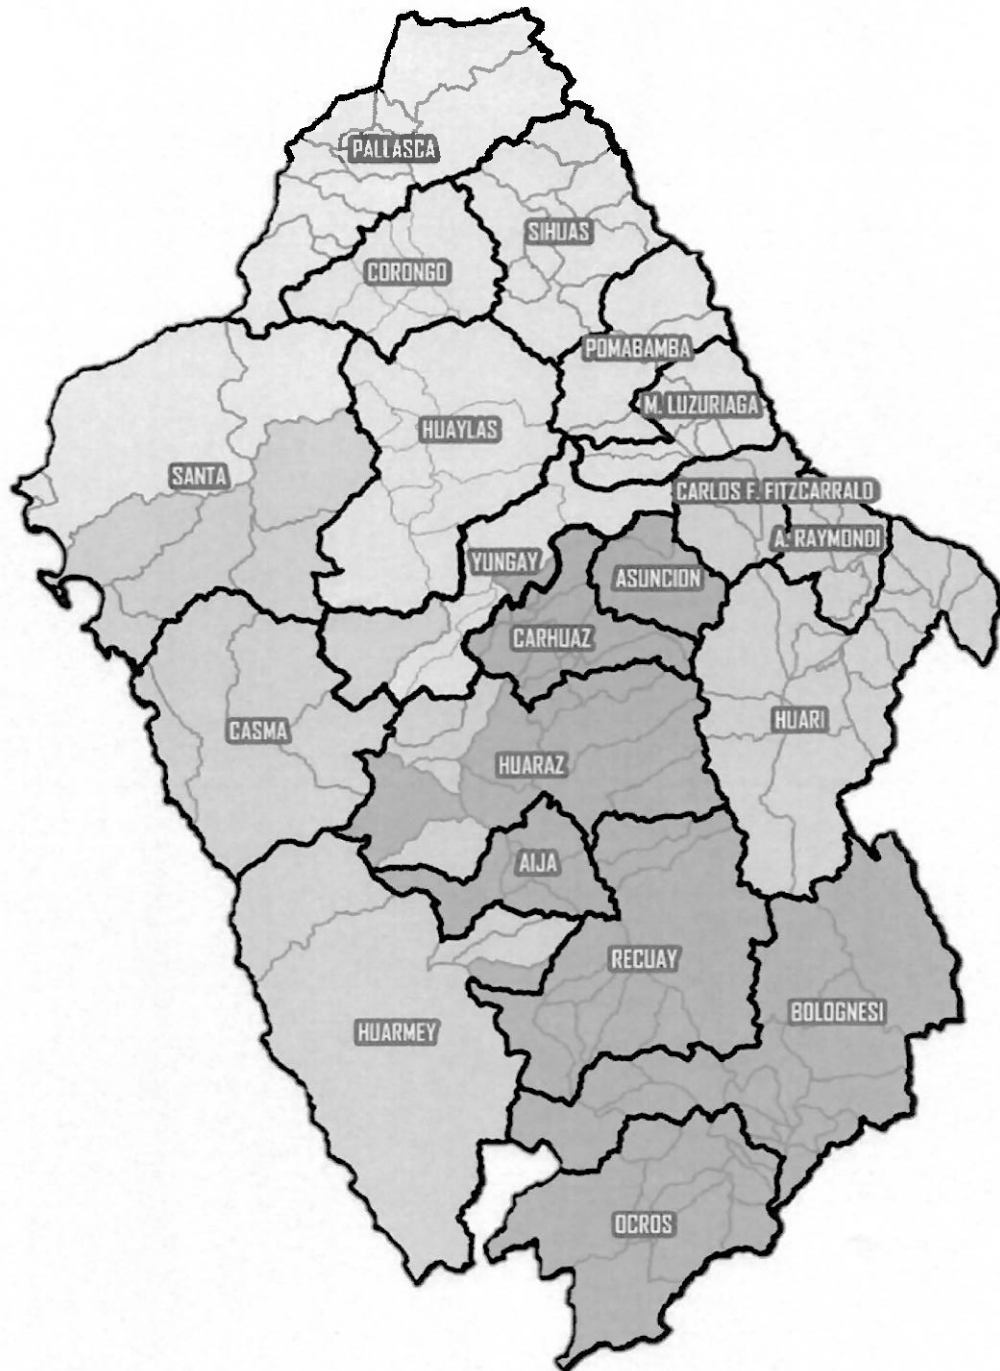 PALLASCA
SIHUAS
CORONGO
POMABAMBA
M. LUZURIAGA
HUAYLAS
SANTA
CARLOS F. FITZCARRALD
A. RAYMONDI
YUNGAY
ASUNCION
CARHUAZ
HUARI
CASMA
HUARAZ
AIJA
RECUAY
BOLOGNESI
HUARMEY
OCROS